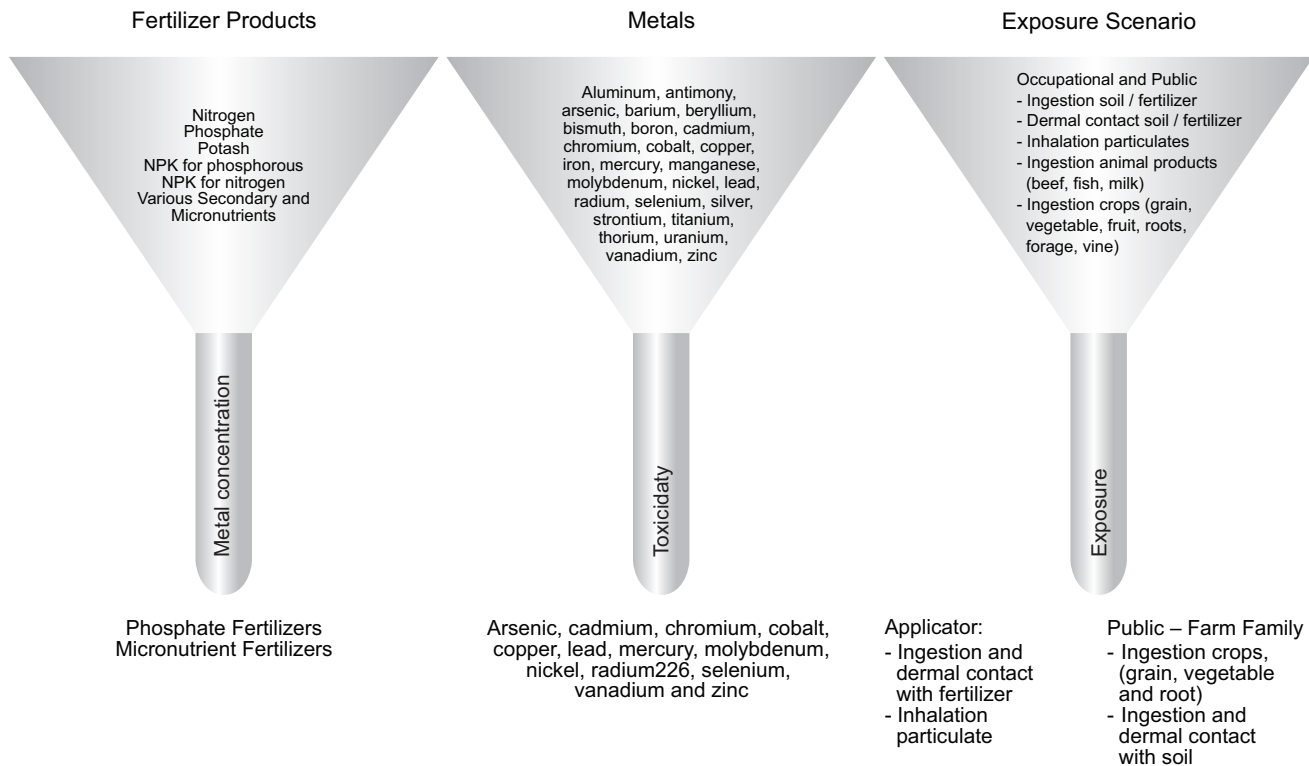 Fertilizer Products
Nitrogen
Phosphate
Potash
NPK for phosphorous
NPK for nitrogen
Various Secondary and
Micronutrients
Metal concentration
Phosphate Fertilizers
Micronutrient Fertilizers
Metals
Aluminum, antimony,
arsenic, barium, beryllium,
bismuth, boron, cadmium,
chromium, cobalt, copper,
iron, mercury, manganese,
molybdenum, nickel, lead,
radium, selenium, silver,
strontium, titanium,
thorium, uranium,
vanadium, zinc
Toxicidaty
Arsenic, cadmium, chromium, cobalt,
copper, lead, mercury, molybdenum,
nickel, radium226, selenium,
vanadium and zinc
Exposure Scenario
Occupational and Public
- Ingestion soil / fertilizer
- Dermal contact soil / fertilizer
- Inhalation particulates
- Ingestion animal products
(beef, fish, milk)
- Ingestion crops (grain,
vegetable, fruit, roots,
forage, vine)
Exposure
Applicator:
- Ingestion and
dermal contact
with fertilizer
- Inhalation
particulate
Public – Farm Family
- Ingestion crops,
(grain, vegetable
and root)
- Ingestion and
dermal contact
with soil